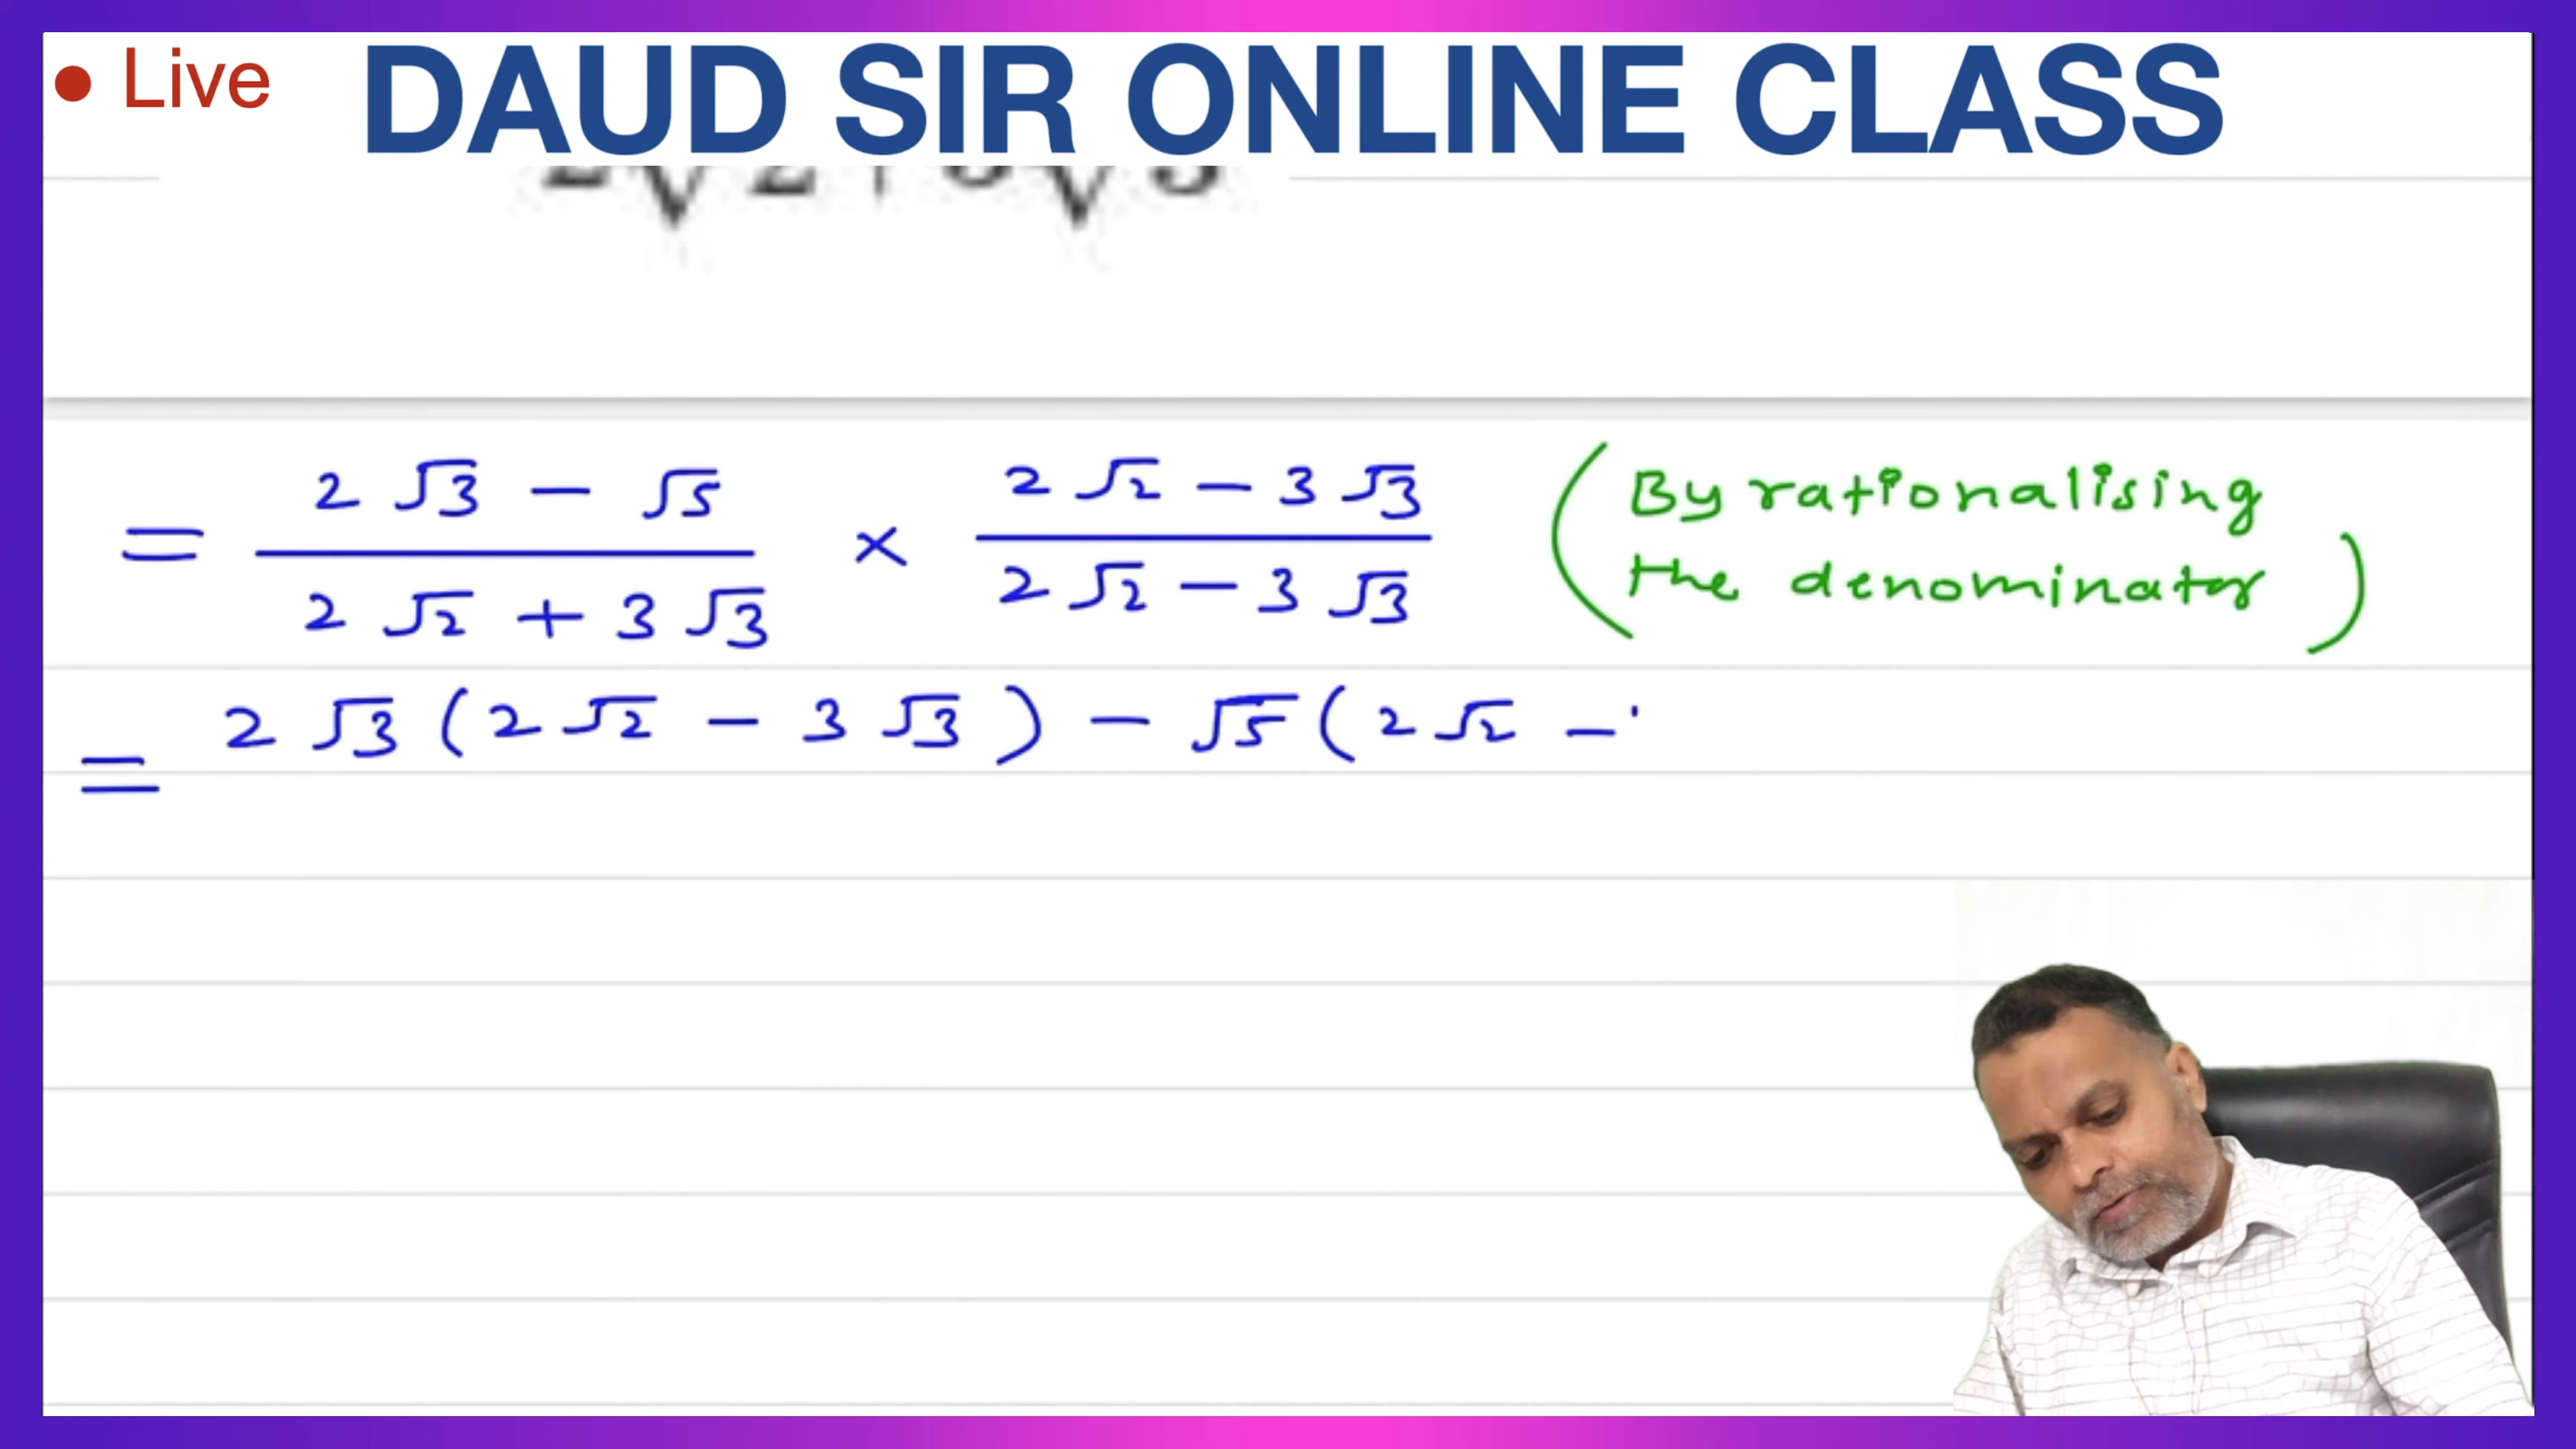 • Live DAUD SIR ONLINE CLASS
= (2√3 − √5)/(2√2 + 3√3) × (2√2 − 3√3)/(2√2 − 3√3) (By rationalising
the denominator)
= 2√3(2√2 − 3√3) − √5(2√2 −